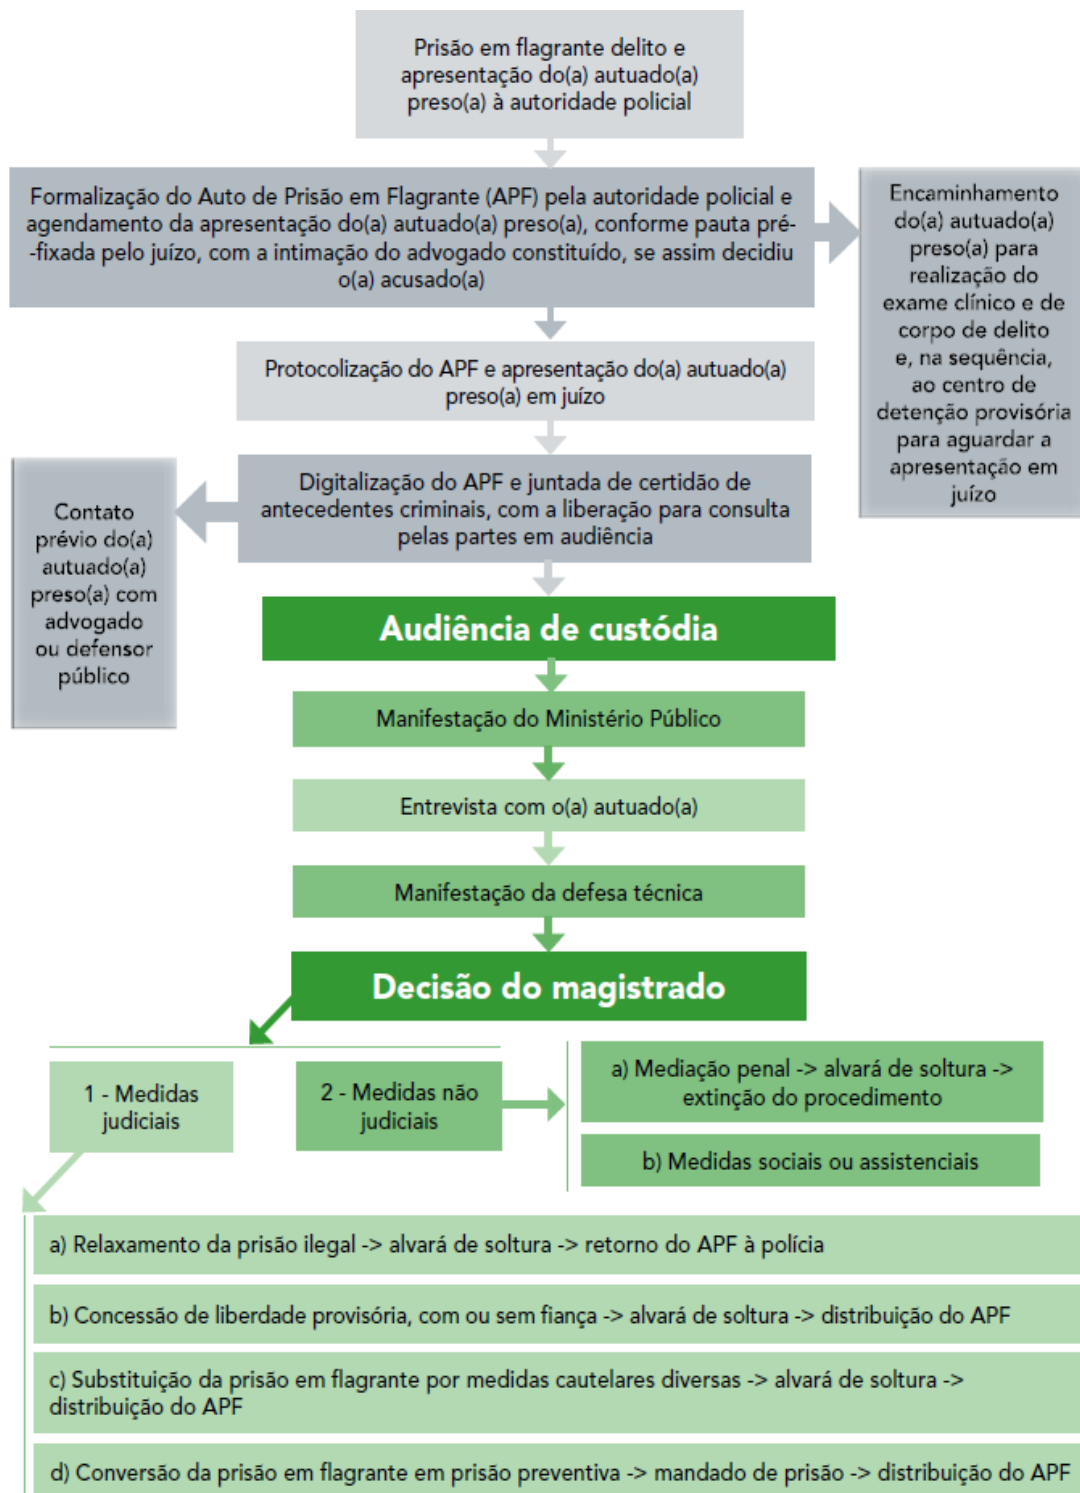 Prisão em flagrante delito e
apresentação do(a) autuado(a)
preso(a) à autoridade policial
Formalização do Auto de Prisão em Flagrante (APF) pela autoridade policial e
agendamento da apresentação do(a) autuado(a) preso(a), conforme pauta pré-
-fixada pelo juízo, com a intimação do advogado constituído, se assim decidiu
o(a) acusado(a)
Encaminhamento
do(a) autuado(a)
preso(a) para
realização do
exame clínico e de
corpo de delito
e, na sequência,
ao centro de
detenção provisória
para aguardar a
apresentação em
juízo
Protocolização do APF e apresentação do(a) autuado(a)
preso(a) em juízo
Digitalização do APF e juntada de certidão de
antecedentes criminais, com a liberação para consulta
pelas partes em audiência
Contato
prévio do(a)
autuado(a)
preso(a) com
advogado
ou defensor
público
Audiência de custódia
Manifestação do Ministério Público
Entrevista com o(a) autuado(a)
Manifestação da defesa técnica
Decisão do magistrado
1 - Medidas
judiciais
2 - Medidas não
judiciais
a) Mediação penal -> alvará de soltura ->
extinção do procedimento
b) Medidas sociais ou assistenciais
a) Relaxamento da prisão ilegal -> alvará de soltura -> retorno do APF à polícia
b) Concessão de liberdade provisória, com ou sem fiança -> alvará de soltura -> distribuição do APF
c) Substituição da prisão em flagrante por medidas cautelares diversas -> alvará de soltura ->
distribuição do APF
d) Conversão da prisão em flagrante em prisão preventiva -> mandado de prisão -> distribuição do APF